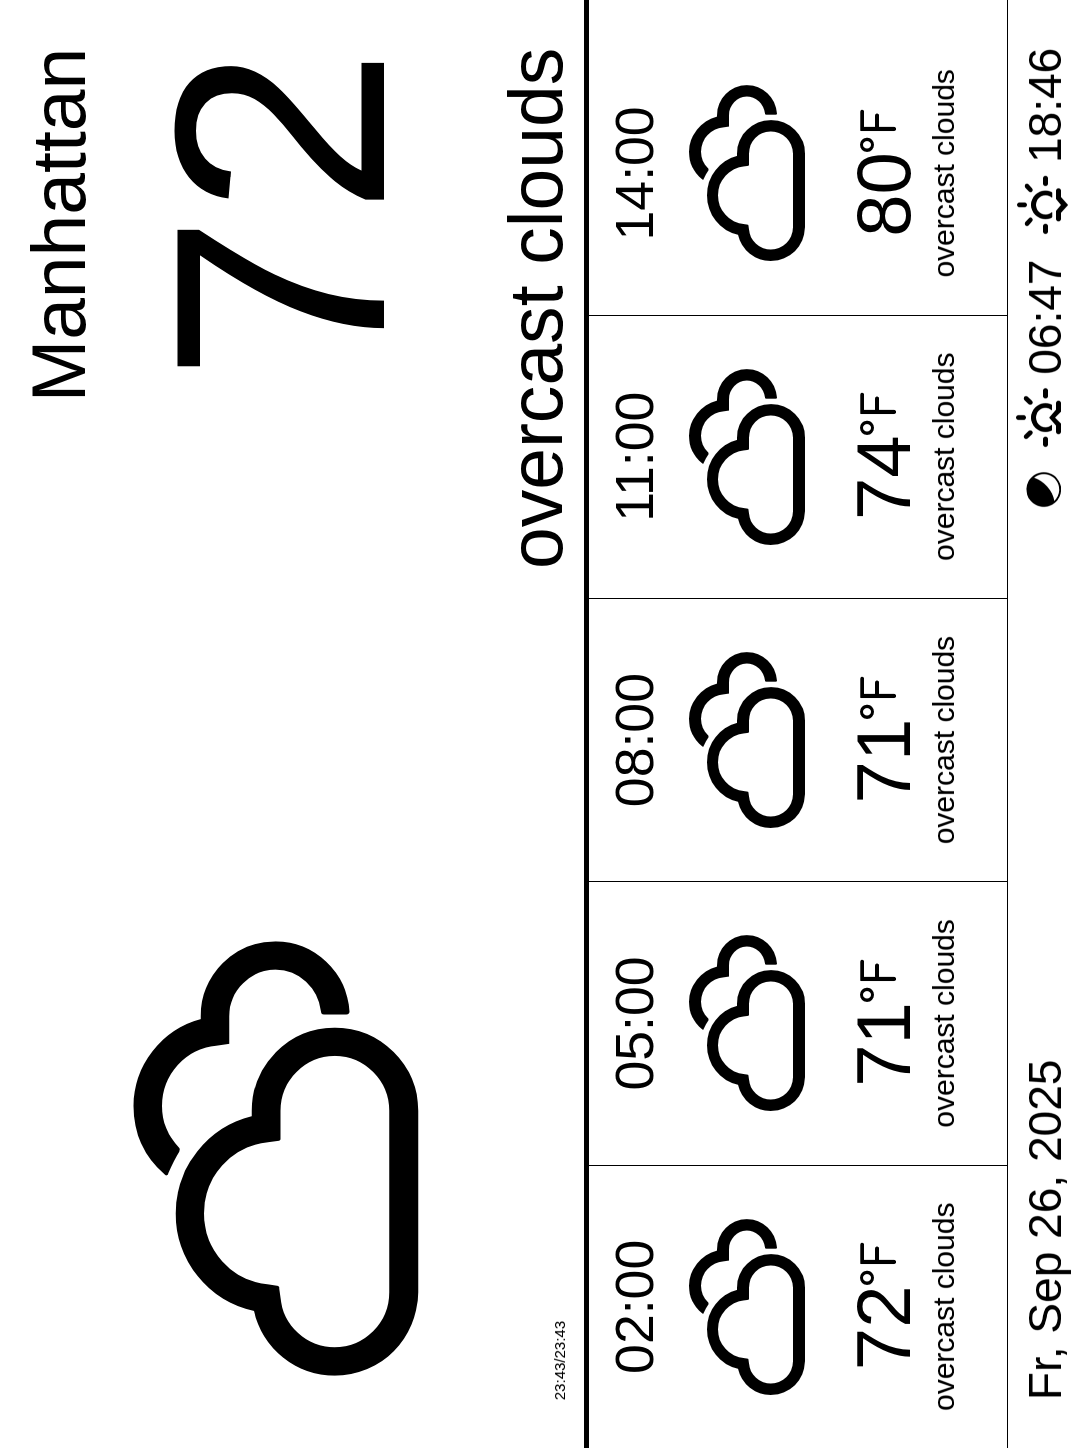 Manhattan
72
overcast clouds
23:43/23:43
02:00
72°F
overcast clouds
05:00
71°F
overcast clouds
08:00
71°F
overcast clouds
11:00
74°F
overcast clouds
14:00
80°F
overcast clouds
Fr, Sep 26, 2025
06:47
18:46